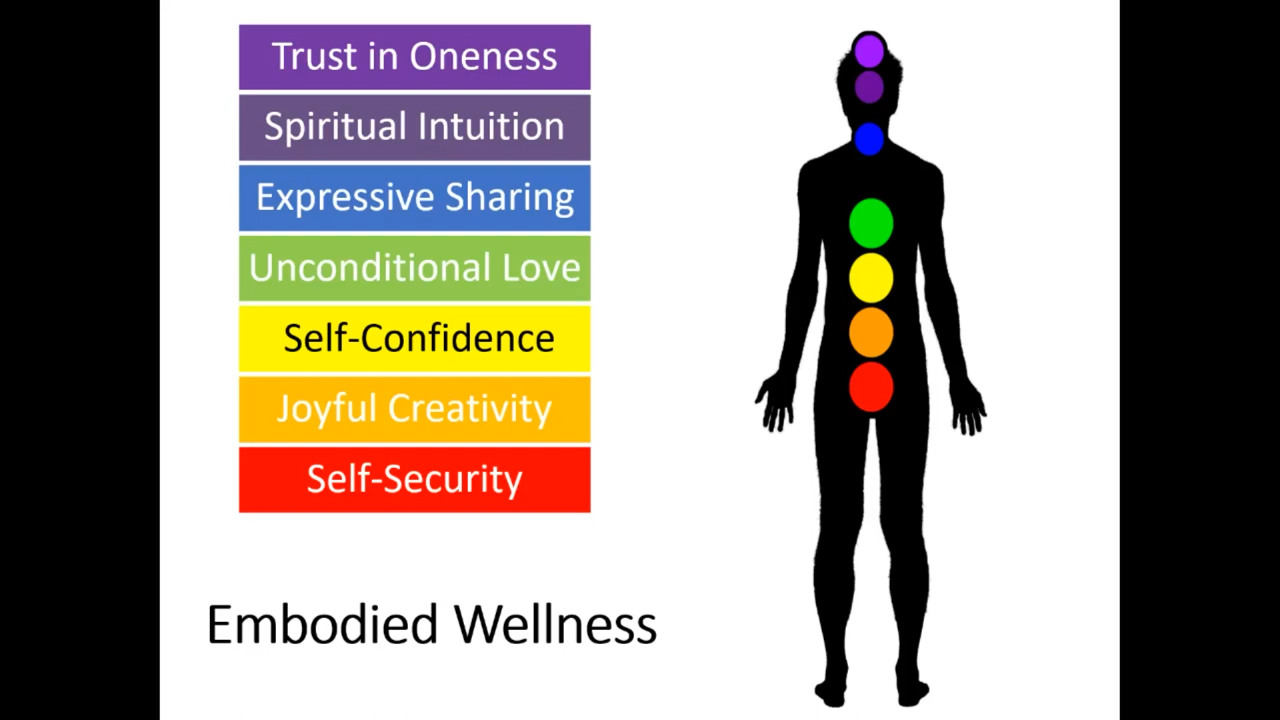 Trust in Oneness
Spiritual Intuition
Expressive Sharing
Unconditional Love
Self-Confidence
Joyful Creativity
Self-Security
Embodied Wellness